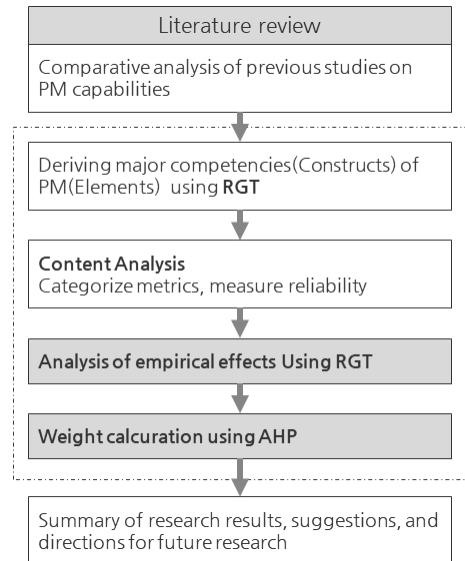 Literature review
Comparative analysis of previous studies on
PM capabilities
Deriving major competencies(Constructs) of
PM(Elements) using RGT
Content Analysis
Categorize metrics, measure reliability
Analysis of empirical effects Using RGT
Weight calcuration using AHP
Summary of research results, suggestions, and
directions for future research